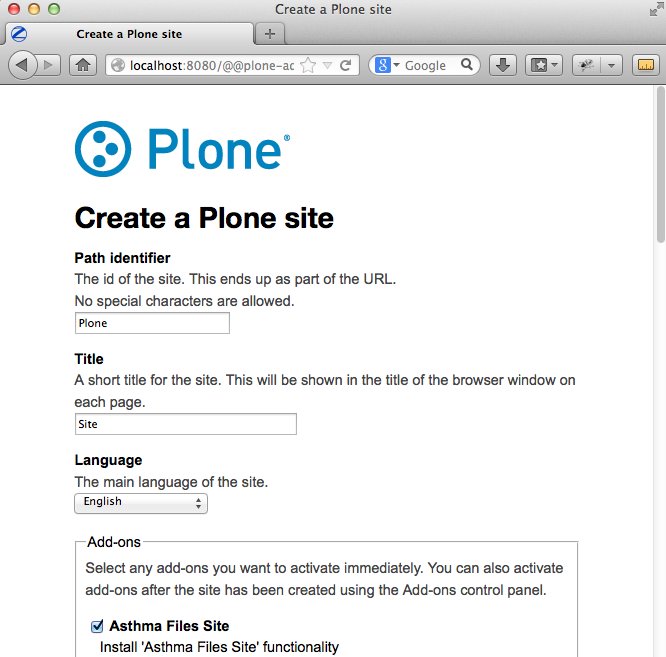 Create a Plone site
Create a Plone site
localhost:8080/@@plone-ac
Google
Plone®
Create a Plone site
Path identifier
The id of the site. This ends up as part of the URL.
No special characters are allowed.
Plone
Title
A short title for the site. This will be shown in the title of the browser window on
each page.
Site
Language
The main language of the site.
English
Add-ons
Select any add-ons you want to activate immediately. You can also activate
add-ons after the site has been created using the Add-ons control panel.
Asthma Files Site
Install 'Asthma Files Site' functionality